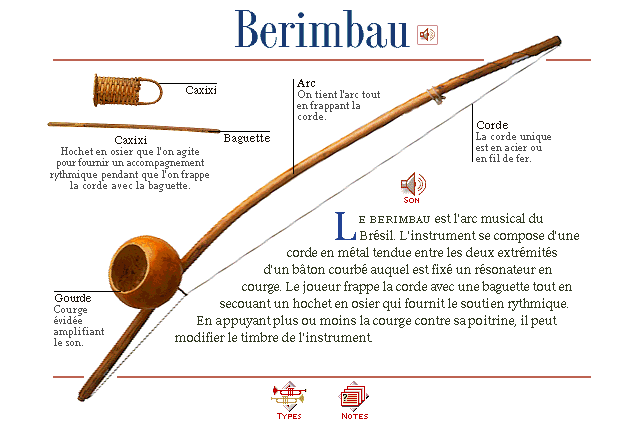 Berimbau
Caxixi
Baguette
Caxixi
Hochet en osier que l'on agite
pour fournir un accompagnement
rythmique pendant que l'on frappe
la corde avec la baguette.
Arc
On tient l'arc tout
en frappant la
corde.
Corde
La corde unique
est en acier ou
en fil de fer.
Son
LE BERIMBAU est l'arc musical du
Brésil. L'instrument se compose d'une
corde en métal tendue entre les deux extrémités
d'un bâton courbé auquel est fixé un résonateur en
courge. Le joueur frappe la corde avec une baguette tout en
secouant un hochet en osier qui fournit le soutien rythmique.
En appuyant plus ou moins la courge contre sa poitrine, il peut
modifier le timbre de l'instrument.
Gourde
Courge
évidée
amplifiant
le son.
Types
Notes